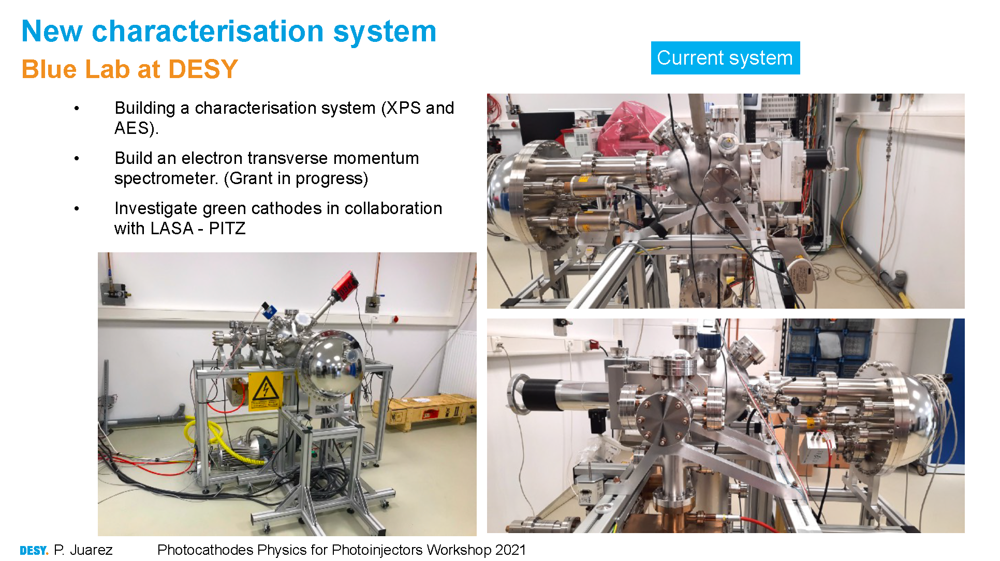 New characterisation system
Blue Lab at DESY
Current system
• Building a characterisation system (XPS and
AES).
• Build an electron transverse momentum
spectrometer. (Grant in progress)
• Investigate green cathodes in collaboration
with LASA - PITZ
DESY. P. Juarez Photocathodes Physics for Photoinjectors Workshop 2021